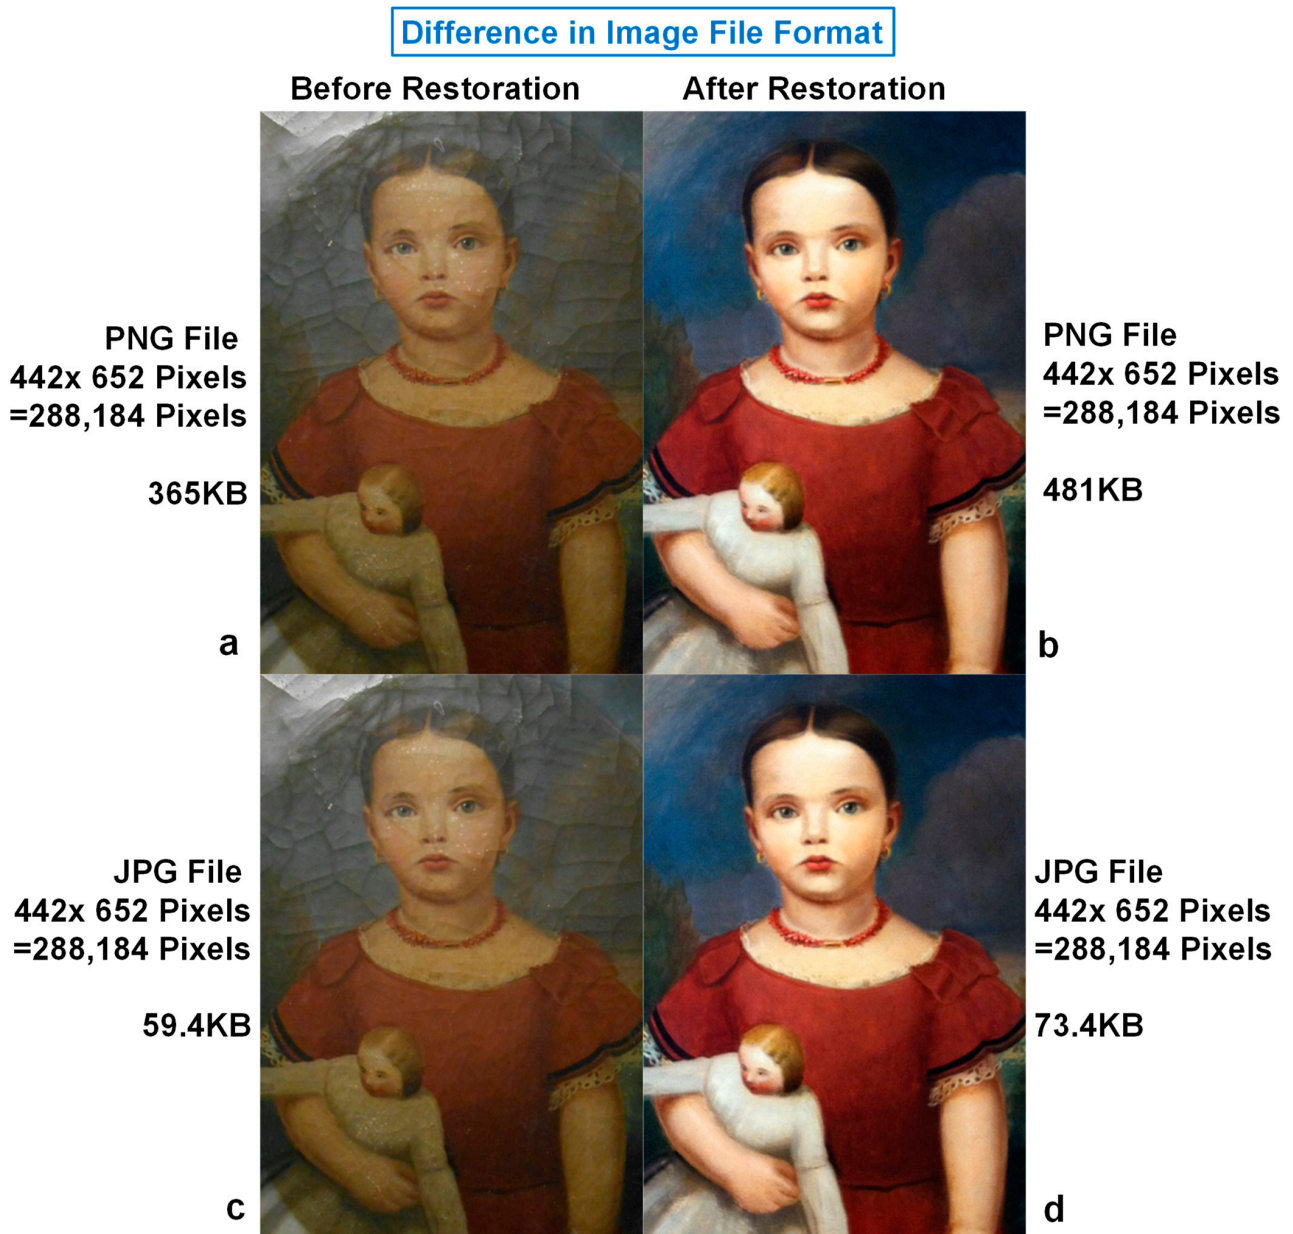 Difference in Image File Format
Before Restoration
After Restoration
PNG File
442x 652 Pixels
=288,184 Pixels
365KB
a
PNG File
442x 652 Pixels
=288,184 Pixels
481KB
b
JPG File
442x 652 Pixels
=288,184 Pixels
59.4KB
c
JPG File
442x 652 Pixels
=288,184 Pixels
73.4KB
d